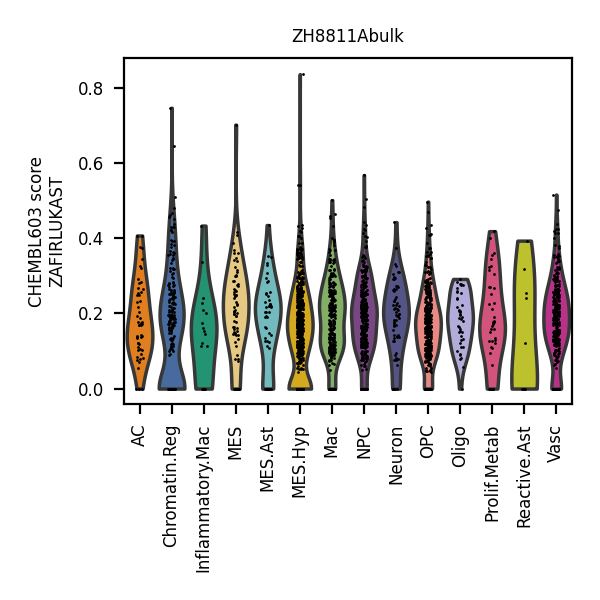 ZH8811Abulk
CHEMBL603 score
ZAFIRLUKAST
0.8
0.6
0.4
0.2
0.0
AC
Chromatin.Reg
Inflammatory.Mac
MES
MES.Ast
MES.Hyp
Mac
NPC
Neuron
OPC
Oligo
Prolif.Metab
Reactive.Ast
Vasc